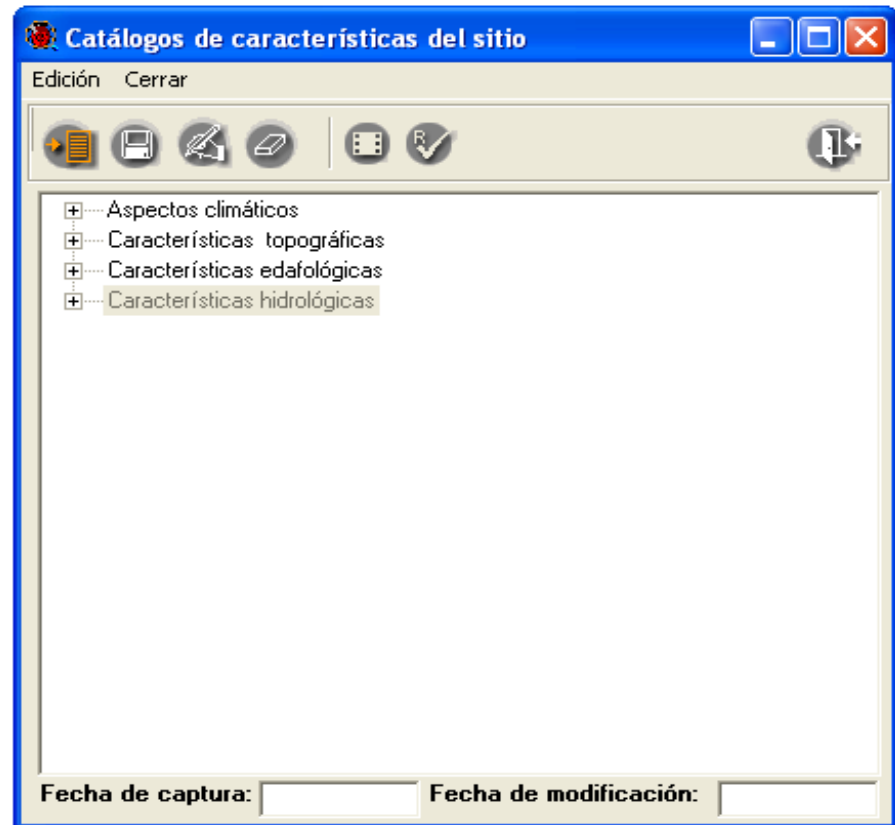 Catálogos de características del sitio
Edición Cerrar
R
Aspectos climáticos
Características topográficas
Características edafológicas
Características hidrológicas
Fecha de captura: Fecha de modificación: